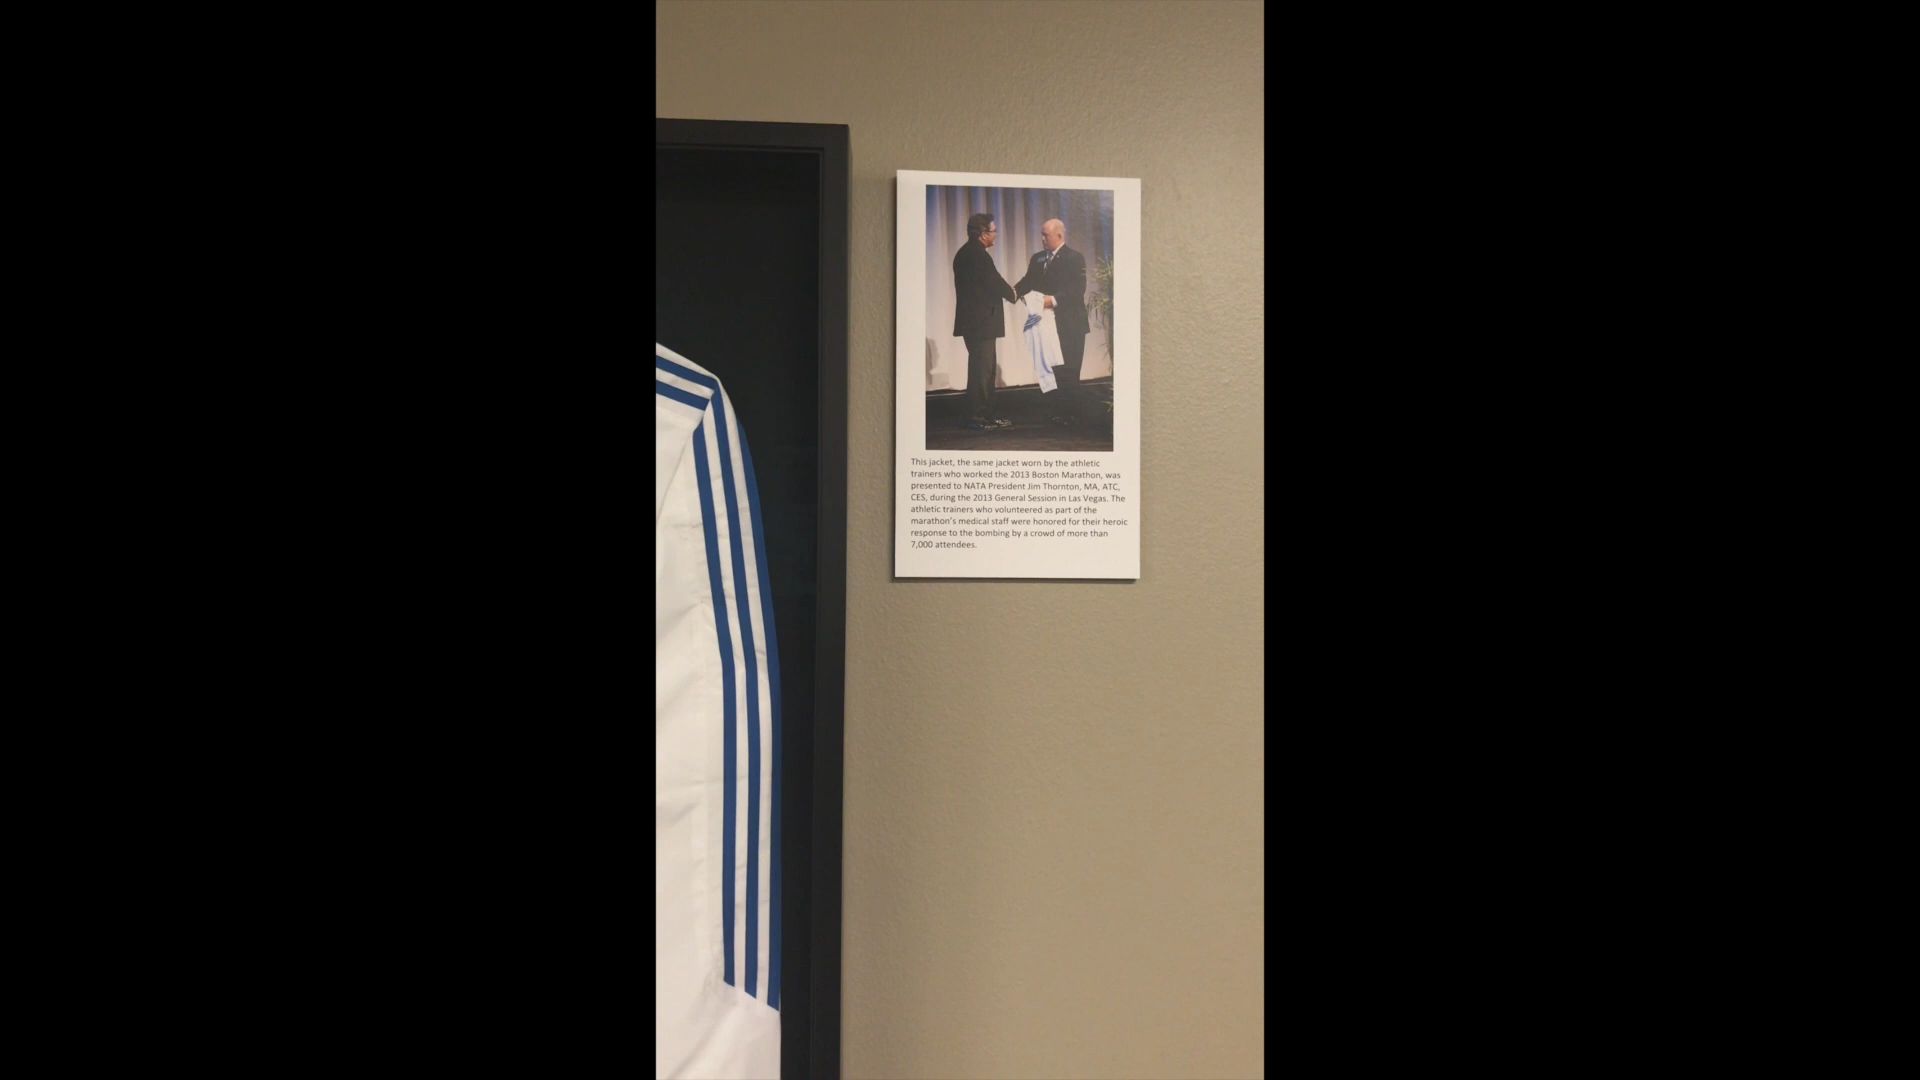 This jacket, the same jacket worn by the athletic
trainers who worked the 2013 Boston Marathon, was
presented to NATA President Jim Thornton, MA, ATC,
CES, during the 2013 General Session in Las Vegas. The
athletic trainers who volunteered as part of the
marathon's medical staff were honored for their heroic
response to the bombing by a crowd of more than
7,000 attendees.